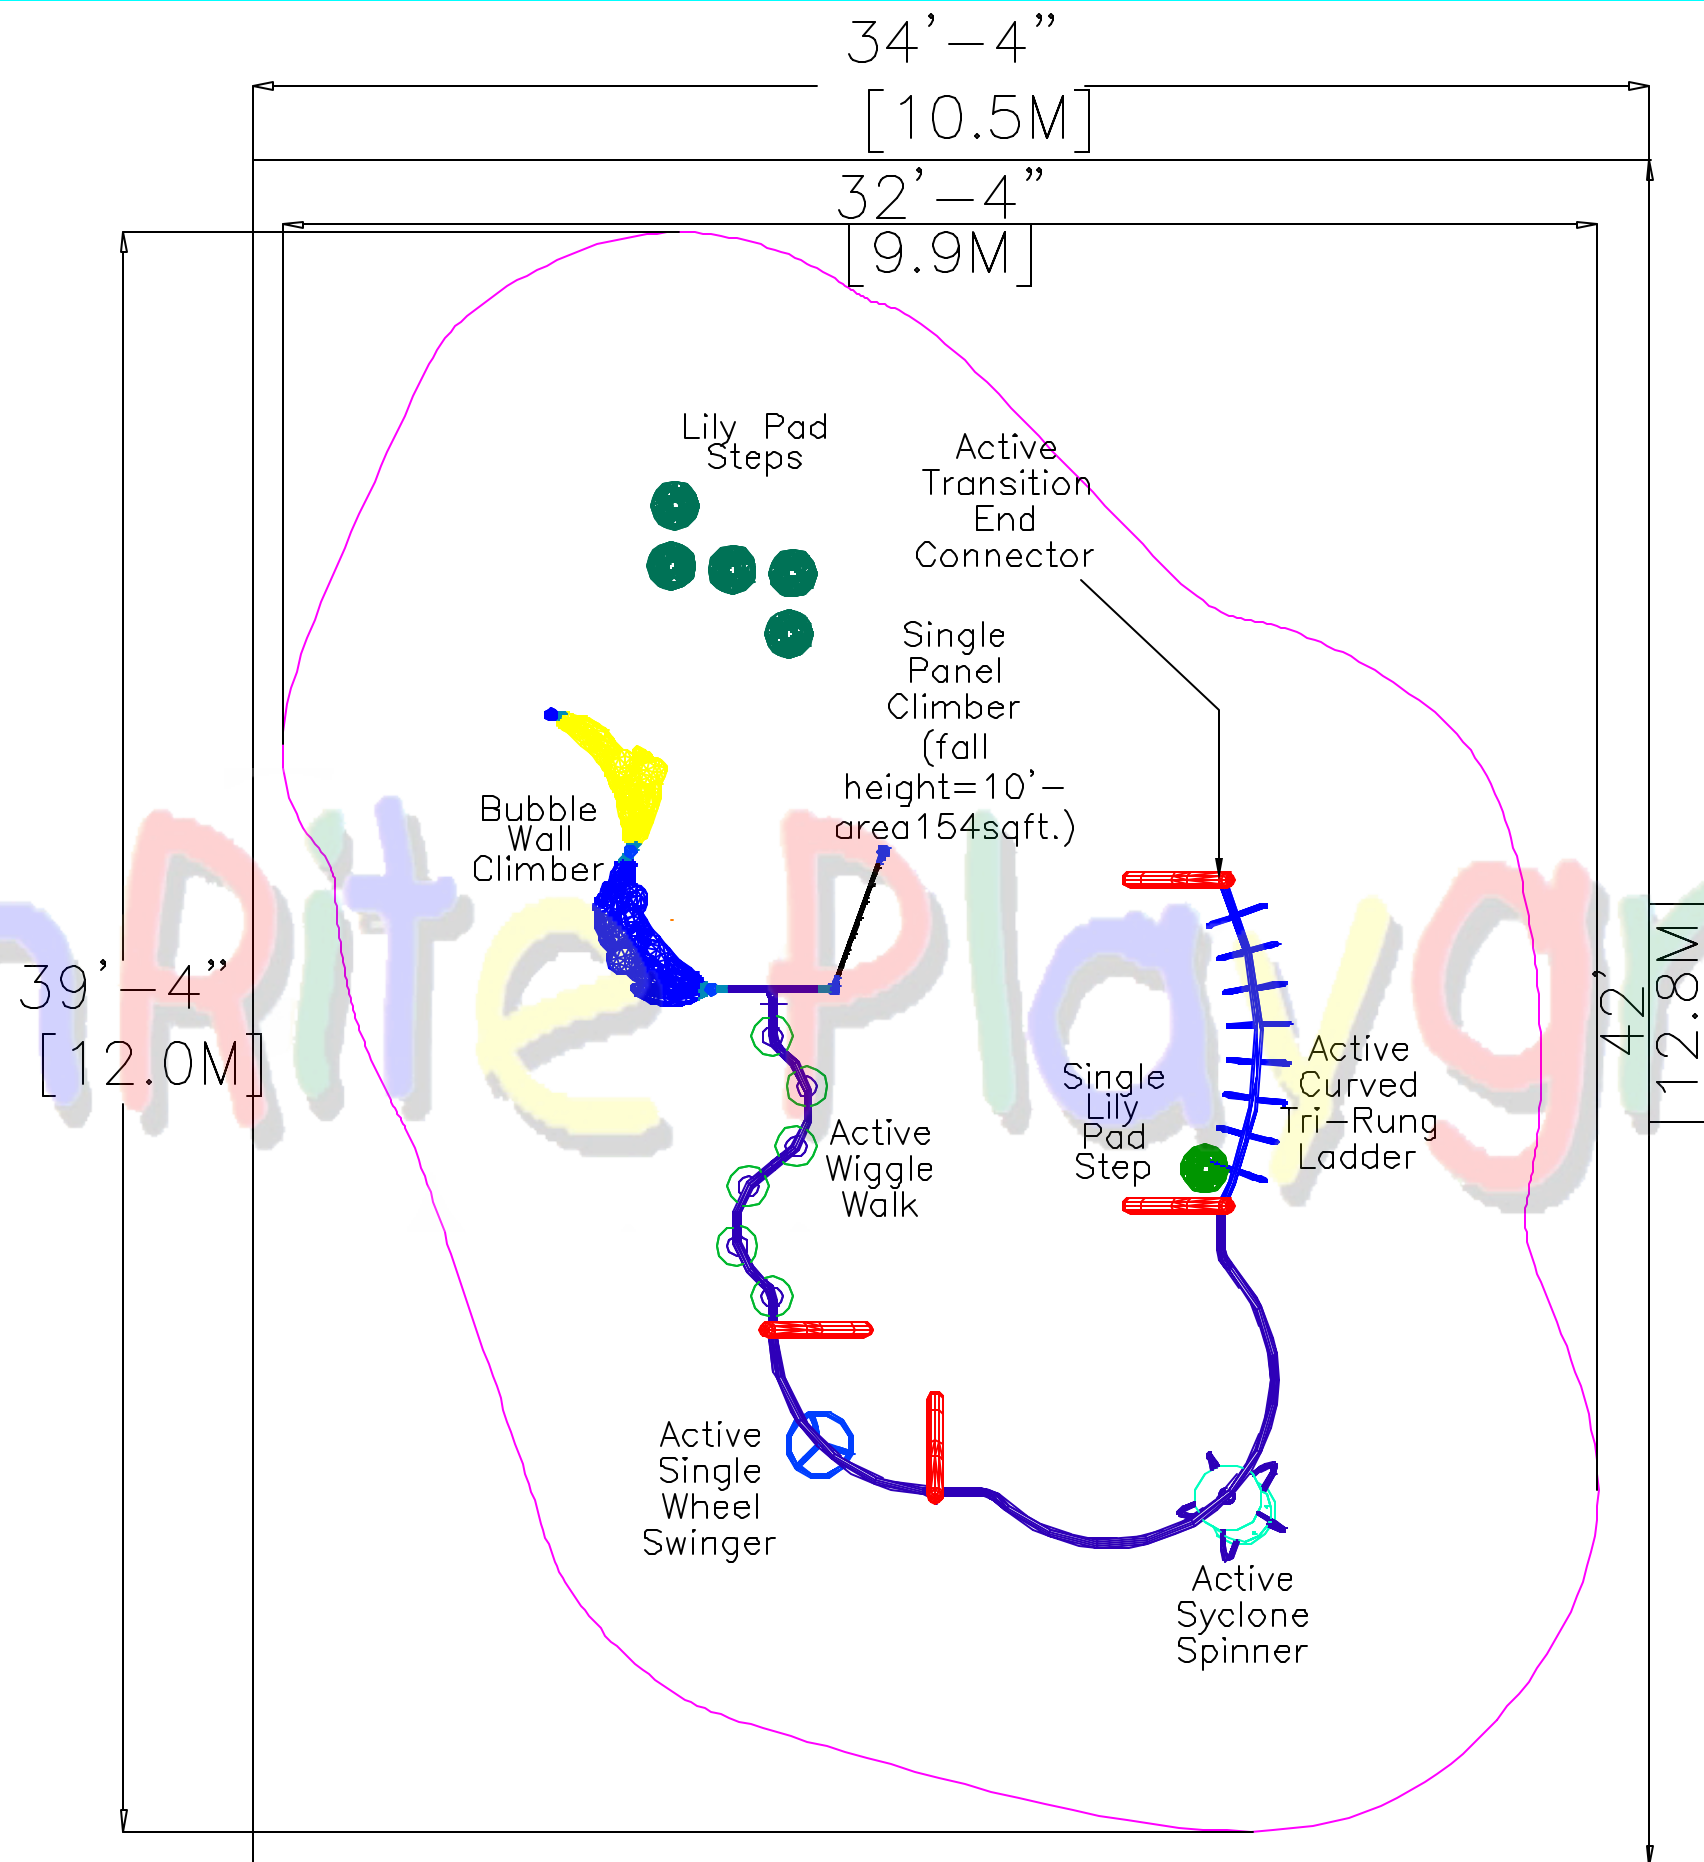 34'-4"
[10.5M]
32'-4"
[9.9M]
Lily Pad
Steps
Active
Transition
End
Connector
Single
Panel
Climber
(fall
height=10'-
area154sqft.)
Bubble
Wall
Climber
39'-4"
[12.0M]
42'
12.8M
nRite Playgr
Single
Lily
Pad
Step
Active
Curved
Tri-Rung
Ladder
Active
Wiggle
Walk
Active
Single
Wheel
Swinger
Active
Syclone
Spinner